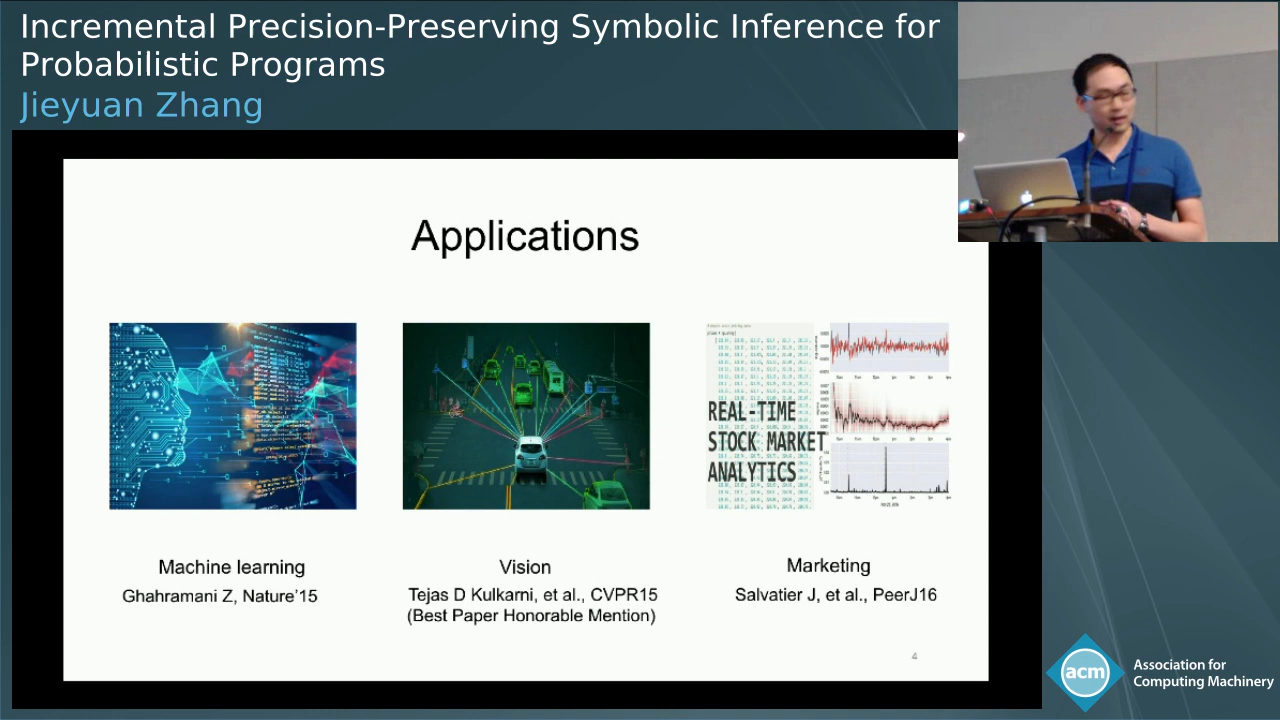 Incremental Precision-Preserving Symbolic Inference for
Probabilistic Programs
Jieyuan Zhang
Applications
REAL-TIME
STOCK MARKET
ANALYTICS
Machine learning
Ghahramani Z, Nature'15
Vision
Tejas D Kulkarni, et al., CVPR15
(Best Paper Honorable Mention)
Marketing
Salvatier J, et al., PeerJ16
4
acm
Association for
Computing Machinery